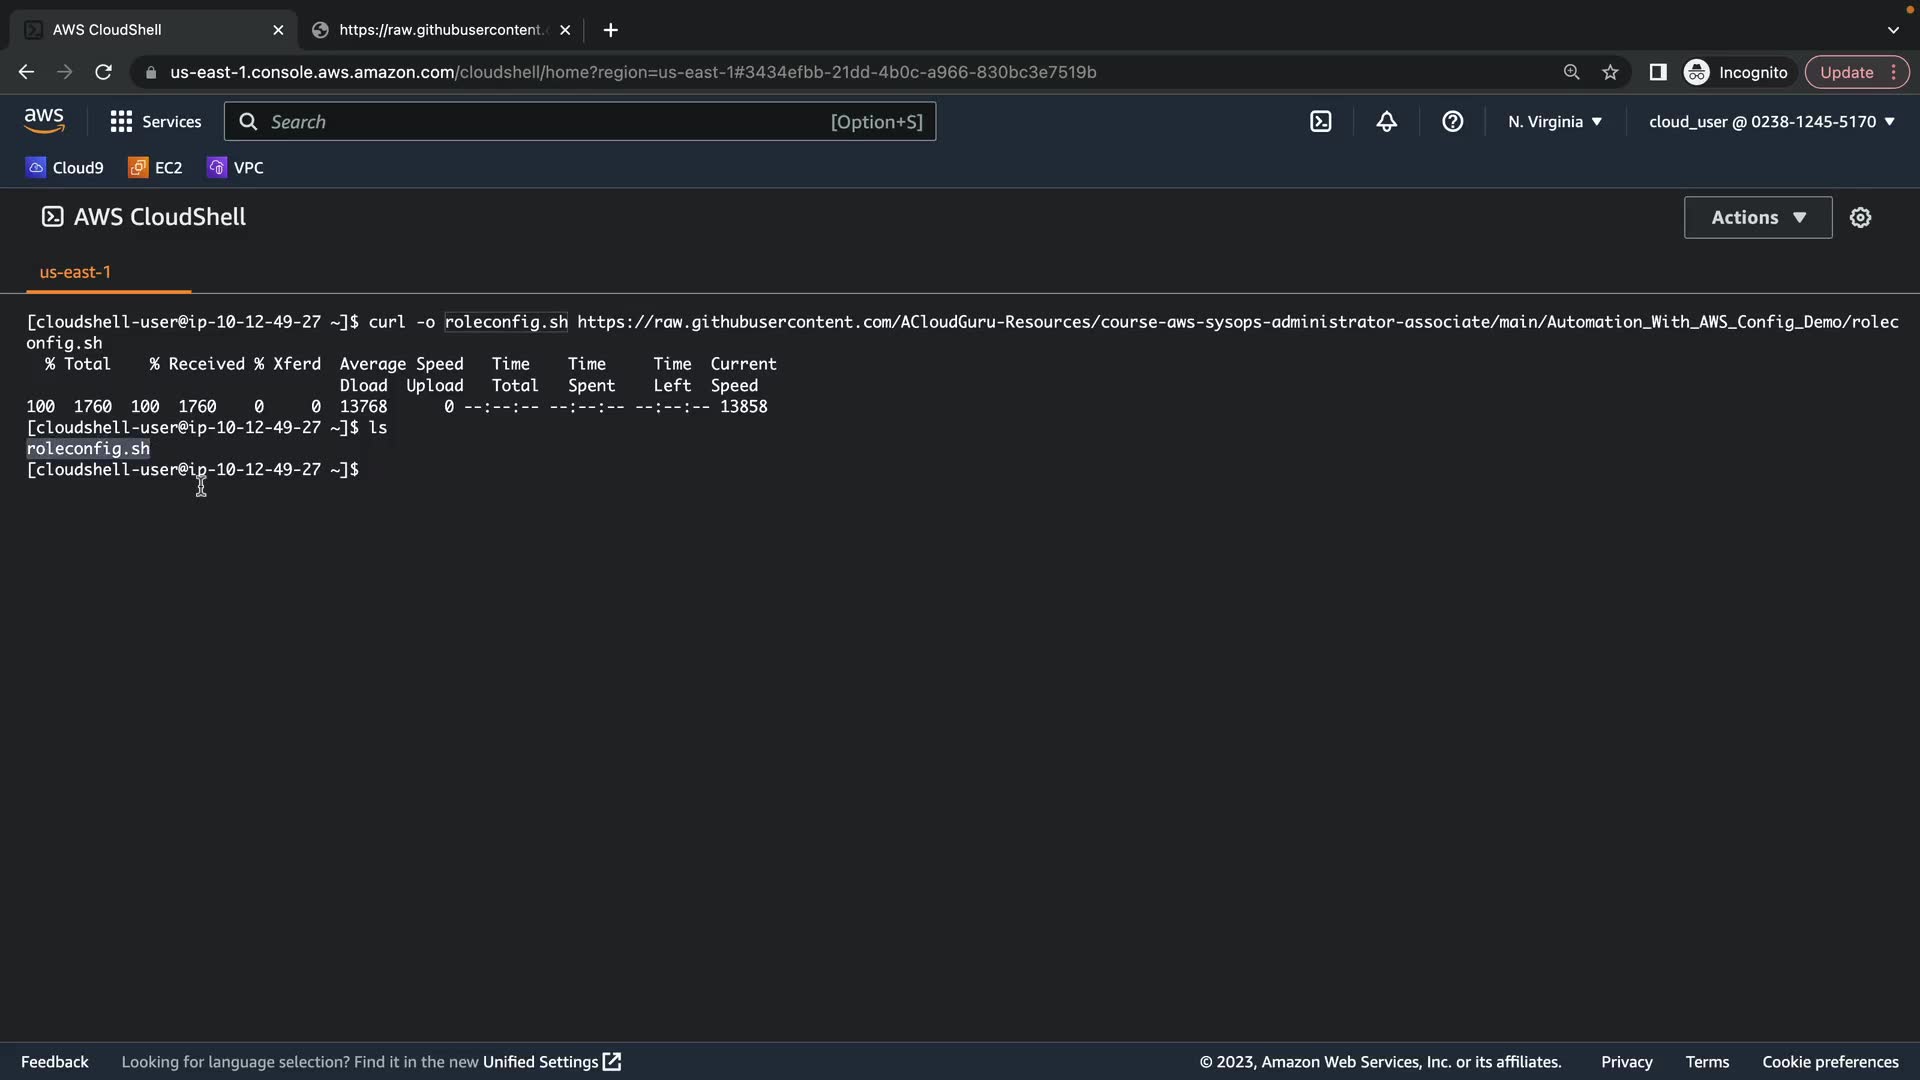 AWS CloudShell
https://raw.githubusercontent.
us-east-1.console.aws.amazon.com/cloudshell/home?region=us-east-1#3434efbb-21dd-4b0c-a966-830bc3e7519b
Incognito
Update
aws
Services
Search
[Option+S]
N. Virginia
cloud_user @ 0238-1245-5170
Cloud9
EC2
VPC
AWS CloudShell
Actions
us-east-1
[cloudshell-user@ip-10-12-49-27 ~]$ curl -o roleconfig.sh https://raw.githubusercontent.com/ACloudGuru-Resources/course-aws-sysops-administrator-associate/main/Automation_With_AWS_Config_Demo/rolec
onfig.sh
% Total % Received % Xferd Average Speed Time Time Time Current
Dload Upload Total Spent Left Speed
100 1760 100 1760 0 0 13768 0 --:--:-- --:--:-- --:--:-- 13858
[cloudshell-user@ip-10-12-49-27 ~]$ ls
roleconfig.sh
[cloudshell-user@ip-10-12-49-27 ~]$
Feedback
Looking for language selection? Find it in the new Unified Settings
© 2023, Amazon Web Services, Inc. or its affiliates.
Privacy
Terms
Cookie preferences